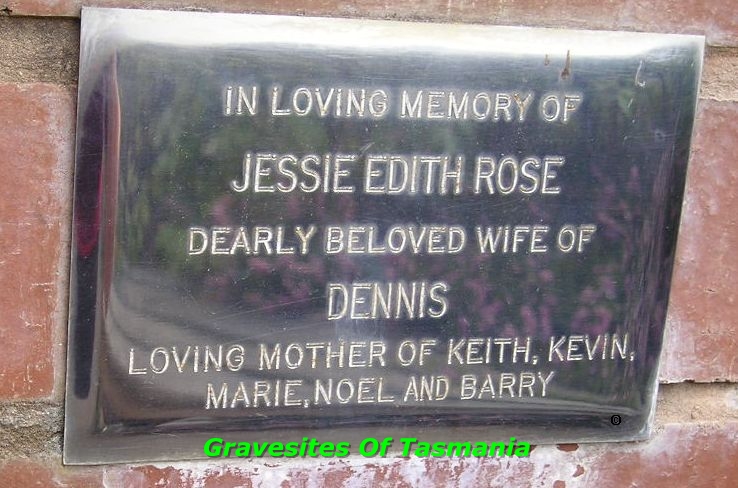 IN LOVING MEMORY OF
JESSIE EDITH ROSE
DEARLY BELOVED WIFE OF
DENNIS
LOVING MOTHER OF KEITH, KEVIN,
MARIE, NOEL AND BARRY
Gravesites Of Tasmania